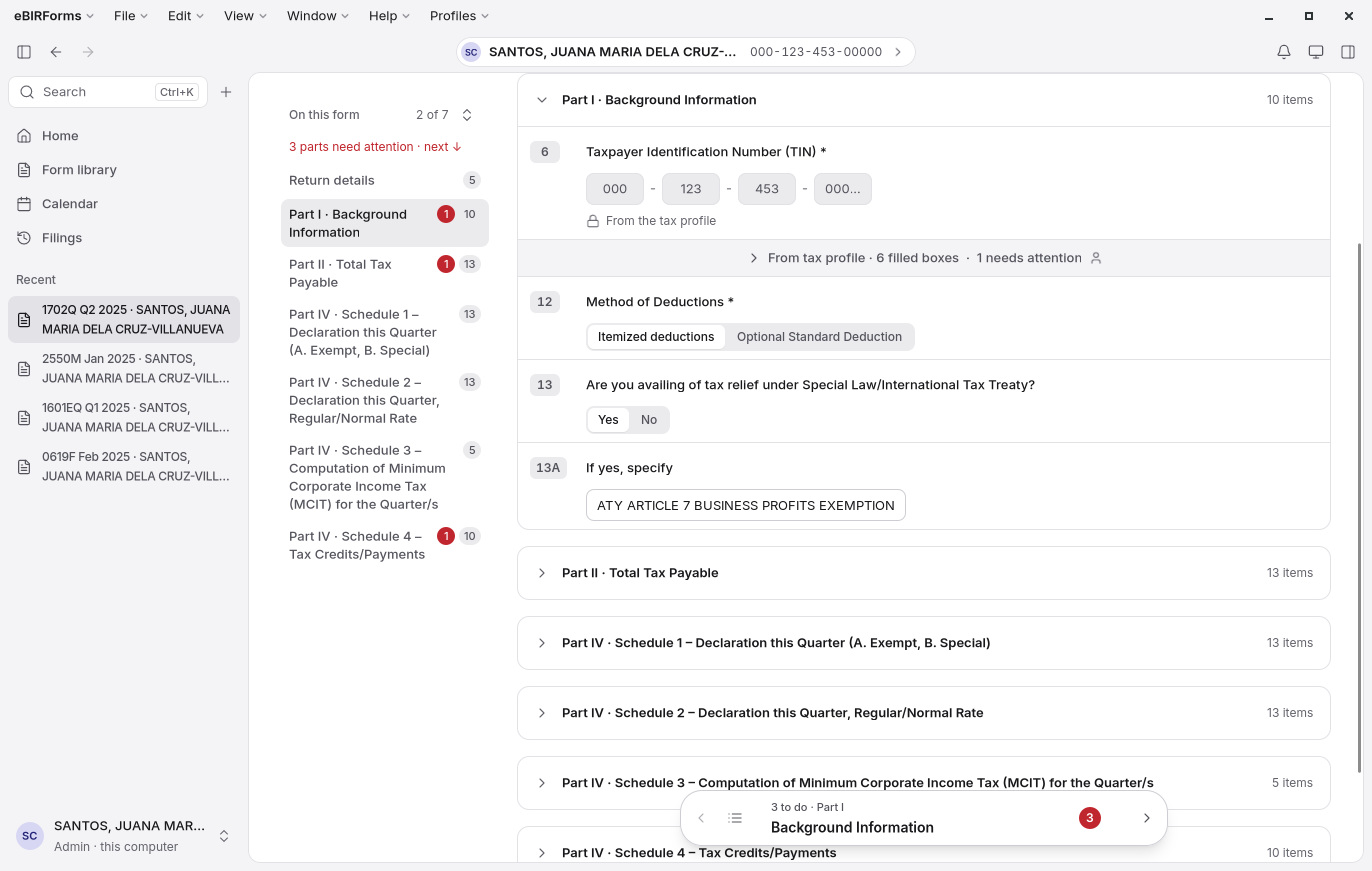 eBIRForms File Edit View Window Help Profiles
SC SANTOS, JUANA MARIA DELA CRUZ-... 000-123-453-00000
Search Ctrl+K
Home
Form library
Calendar
Filings
Recent
1702Q Q2 2025 · SANTOS, JUANA
MARIA DELA CRUZ-VILLANUEVA
2550M Jan 2025 · SANTOS,
JUANA MARIA DELA CRUZ-VILL...
1601EQ Q1 2025 · SANTOS,
JUANA MARIA DELA CRUZ-VILL...
0619F Feb 2025 · SANTOS,
JUANA MARIA DELA CRUZ-VILL...
SC SANTOS, JUANA MAR...
Admin · this computer
On this form 2 of 7
3 parts need attention · next ↓
Return details 5
Part I · Background 1 10
Information
Part II · Total Tax 1 13
Payable
Part IV · Schedule 1 – 13
Declaration this Quarter
(A. Exempt, B. Special)
Part IV · Schedule 2 – 13
Declaration this Quarter,
Regular/Normal Rate
Part IV · Schedule 3 – 5
Computation of Minimum
Corporate Income Tax
(MCIT) for the Quarter/s
Part IV · Schedule 4 – 1 10
Tax Credits/Payments
Part I · Background Information 10 items
6 Taxpayer Identification Number (TIN) *
000 - 123 - 453 - 000...
From the tax profile
From tax profile · 6 filled boxes · 1 needs attention
12 Method of Deductions *
Itemized deductions Optional Standard Deduction
13 Are you availing of tax relief under Special Law/International Tax Treaty?
Yes No
13A If yes, specify
ATY ARTICLE 7 BUSINESS PROFITS EXEMPTION
Part II · Total Tax Payable 13 items
Part IV · Schedule 1 – Declaration this Quarter (A. Exempt, B. Special) 13 items
Part IV · Schedule 2 – Declaration this Quarter, Regular/Normal Rate 13 items
Part IV · Schedule 3 – Computation of Minimum Corporate Income Tax (MCIT) for the Quarter/s 5 items
3 to do · Part I
Background Information 3
Part IV · Schedule 4 – Tax Credits/Payments 10 items